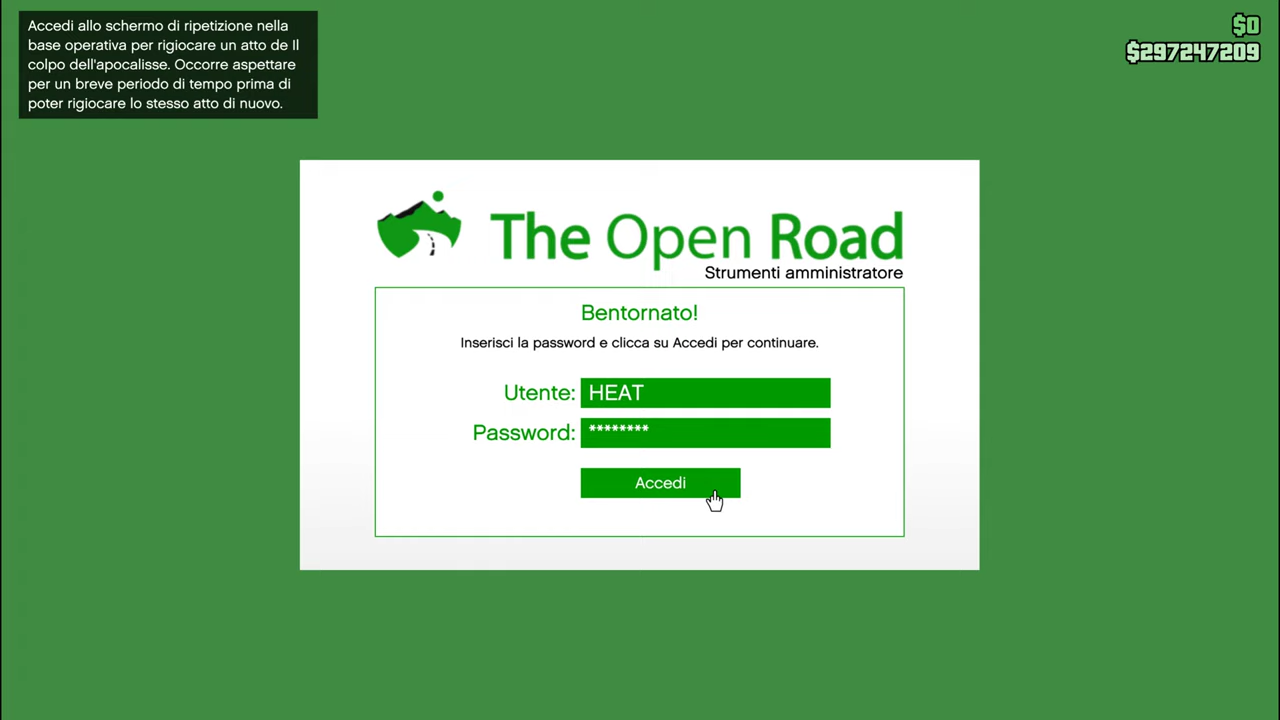 Accedi allo schermo di ripetizione nella
base operativa per rigiocare un atto de Il
colpo dell'apocalisse. Occorre aspettare
per un breve periodo di tempo prima di
poter rigiocare lo stesso atto di nuovo.
$0
$297247209
The Open Road
Strumenti amministratore
Bentornato!
Inserisci la password e clicca su Accedi per continuare.
Utente: HEAT
Password: ********
Accedi